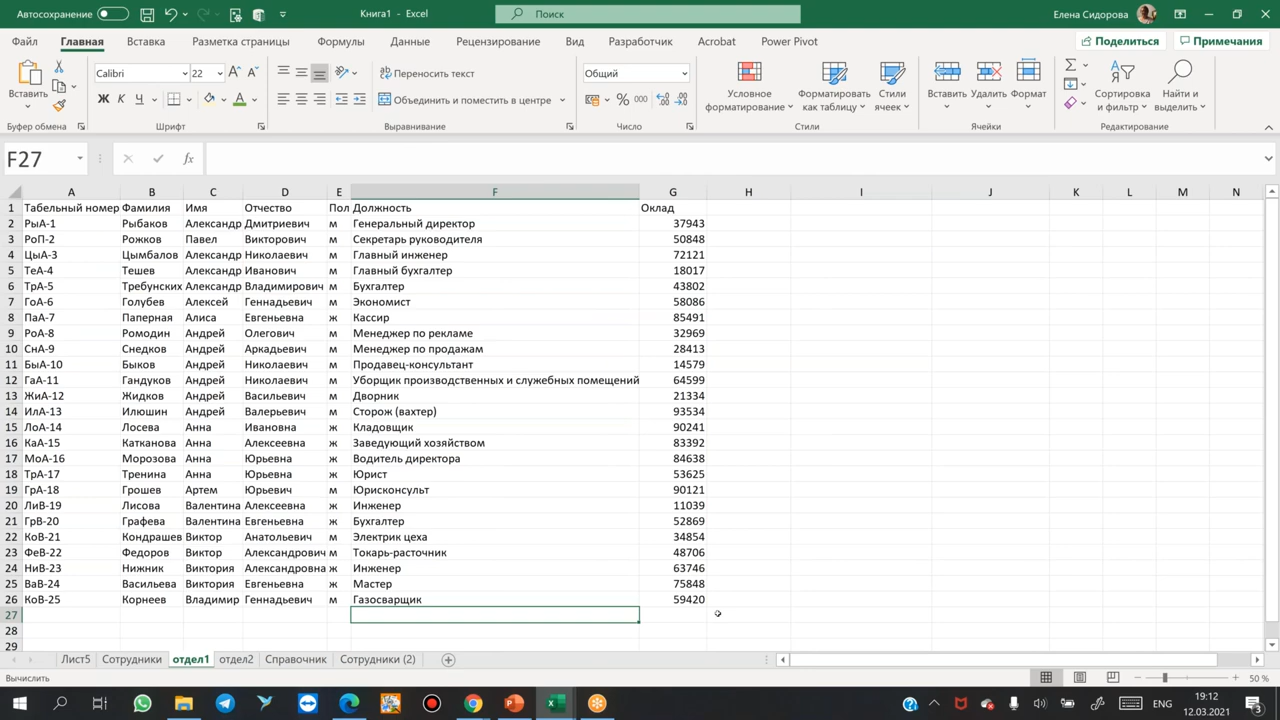 Автосохранение
Книга1 - Excel
Поиск
Елена Сидорова
Файл Главная Вставка Разметка страницы Формулы Данные Рецензирование Вид Разработчик Acrobat Power Pivot Поделиться Примечания
Вставить
Calibri 22
Ж К Ч
Переносить текст
Объединить и поместить в центре
Общий
% 000
Условное форматирование
Форматировать как таблицу
Стили ячеек
Вставить Удалить Формат
Сортировка и фильтр
Найти и выделить
Буфер обмена Шрифт Выравнивание Число Стили Ячейки Редактирование
F27 fx
A B C D E F G H I J K L M N
1 Табельный номер Фамилия Имя Отчество Пол Должность Оклад
2 РыА-1 Рыбаков Александр Дмитриевич м Генеральный директор 37943
3 РоП-2 Рожков Павел Викторович м Секретарь руководителя 50848
4 ЦыА-3 Цымбалов Александр Николаевич м Главный инженер 72121
5 ТеА-4 Тешев Александр Иванович м Главный бухгалтер 18017
6 ТрА-5 Требунских Александр Владимирович м Бухгалтер 43802
7 ГоА-6 Голубев Алексей Геннадьевич м Экономист 58086
8 ПаА-7 Паперная Алиса Евгеньевна ж Кассир 85491
9 РоА-8 Ромодин Андрей Олегович м Менеджер по рекламе 32969
10 СнА-9 Снедков Андрей Аркадьевич м Менеджер по продажам 28413
11 БыА-10 Быков Андрей Николаевич м Продавец-консультант 14579
12 ГаА-11 Гандуков Андрей Николаевич м Уборщик производственных и служебных помещений 64599
13 ЖиА-12 Жидков Андрей Васильевич м Дворник 21334
14 ИлА-13 Илюшин Андрей Валерьевич м Сторож (вахтер) 93534
15 ЛоА-14 Лосева Анна Ивановна ж Кладовщик 90241
16 КаА-15 Катканова Анна Алексеевна ж Заведующий хозяйством 83392
17 МоА-16 Морозова Анна Юрьевна ж Водитель директора 84638
18 ТрА-17 Тренина Анна Юрьевна ж Юрист 53625
19 ГрА-18 Грошев Артем Юрьевич м Юрисконсульт 90121
20 ЛиВ-19 Лисова Валентина Алексеевна ж Инженер 11039
21 ГрВ-20 Графева Валентина Евгеньевна ж Бухгалтер 52869
22 КоВ-21 Кондрашев Виктор Анатольевич м Электрик цеха 34854
23 ФеВ-22 Федоров Виктор Александрович м Токарь-расточник 48706
24 НиВ-23 Нижник Виктория Александровна ж Инженер 63746
25 ВаВ-24 Васильева Виктория Евгеньевна ж Мастер 75848
26 КоВ-25 Корнеев Владимир Геннадьевич м Газосварщик 59420
27
28
29
Лист5 Сотрудники отдел1 отдел2 Справочник Сотрудники (2)
Вычислить
50 %
ENG
19:12
12.03.2021